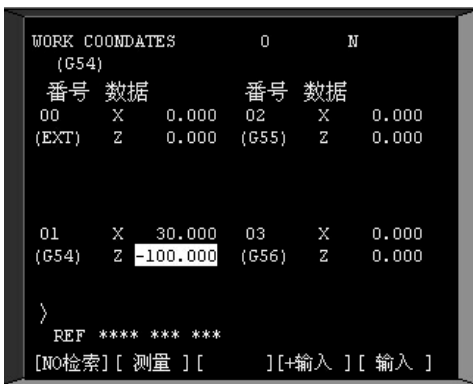 WORK COONDATES O N
(G54)
番号 数据 番号 数据
00 X 0.000 02 X 0.000
(EXT) Z 0.000 (G55) Z 0.000
01 X 30.000 03 X 0.000
(G54) Z -100.000 (G56) Z 0.000
〉
REF **** *** ***
[NO检索][ 测量 ][ ][+输入 ][ 输入 ]